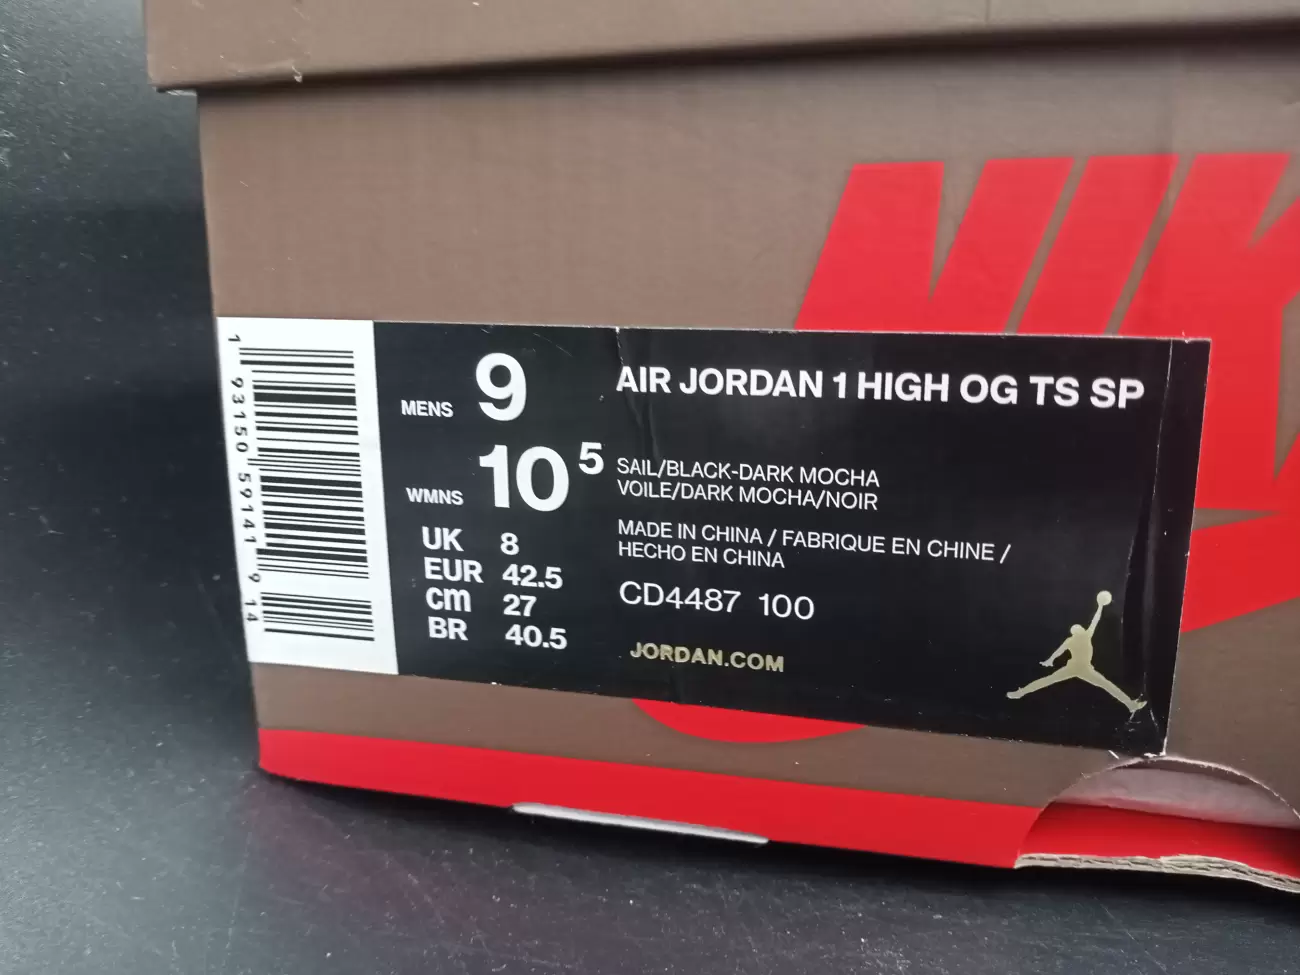 NIK
1 93150 59141 9 14
MENS 9
WMNS 10 5
UK 8
EUR 42.5
cm 27
BR 40.5
AIR JORDAN 1 HIGH OG TS SP
SAIL/BLACK-DARK MOCHA
VOILE/DARK MOCHA/NOIR
MADE IN CHINA / FABRIQUE EN CHINE /
HECHO EN CHINA
CD4487 100
JORDAN.COM